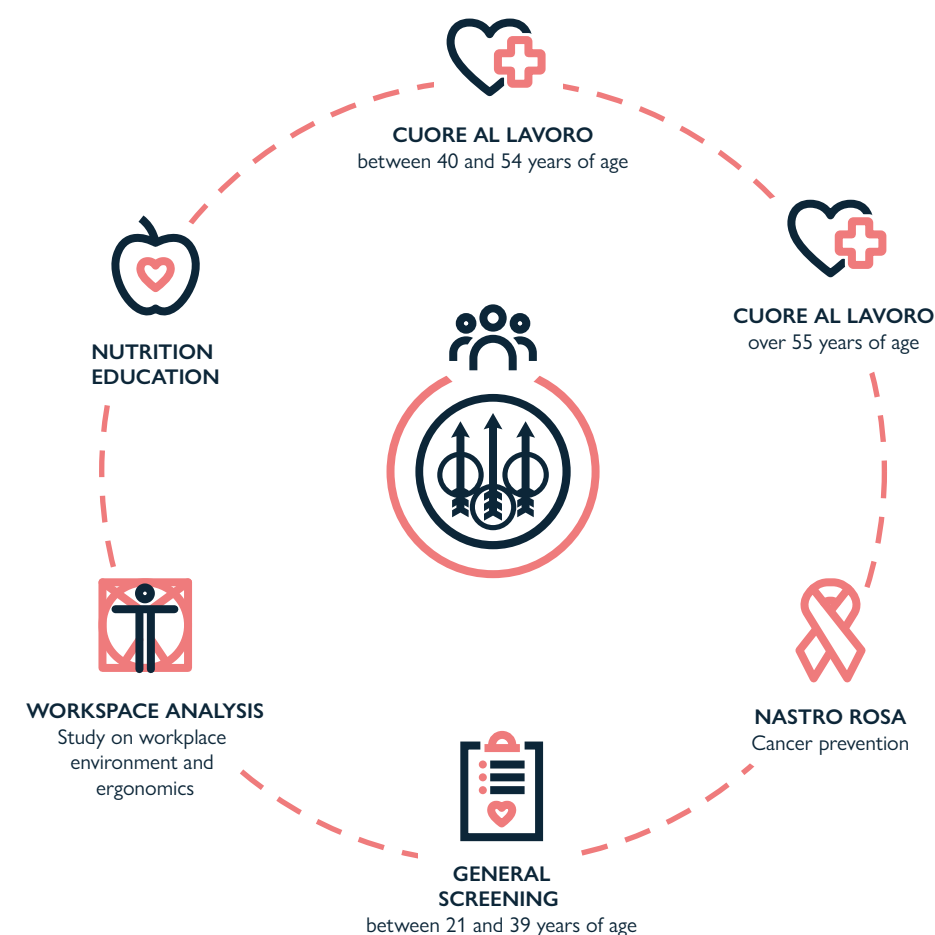 CUORE AL LAVORO
between 40 and 54 years of age
CUORE AL LAVORO
over 55 years of age
NUTRITION
EDUCATION
WORKSPACE ANALYSIS
Study on workplace
environment and
ergonomics
NASTRO ROSA
Cancer prevention
GENERAL
SCREENING
between 21 and 39 years of age